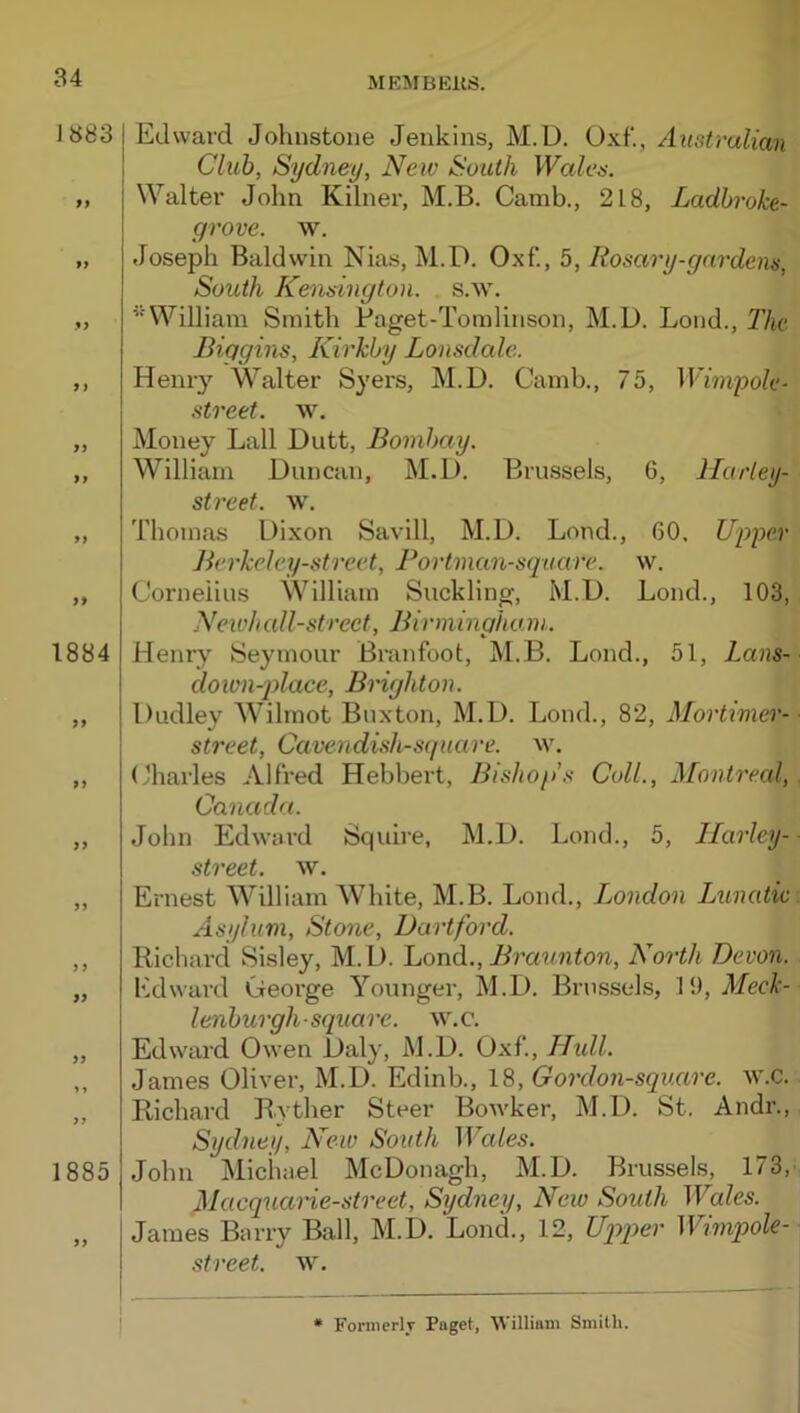 34
MEMBERS.
1883 Edward Johnstone Jenkins, M.D. Oxf., Australian
Club, Sydney, New South Wales.
„ Walter John Kilner, M.B. Camb., 218, Ladbroke-
grove. W.
„ Joseph Baldwin Nias, M.D. Oxf., 5, Rosary-gardens,
South Kensington. S.W.
„ *William Smith Paget-Tomlinson, M.D. Lond., The
Biggins, Kirkby Lonsdale.
„ Henry Walter Syers, M.D. Camb., 75, Wimpole-
street. W.
„ Money Lall Dutt, Bombay.
„ William Duncan, M.D. Brussels, 6, Harley-
street. W.
„ Thomas Dixon Savill, M.D. Lond., 60, Upper
Berkeley-street, Portman-square. W.
„ Cornelius William Suckling, M.D. Lond., 103,
Newhall-street, Birmingham.
1884 Henry Seymour Branfoot, M.B. Lond., 51, Lans-
down-place, Brighton.
„ Dudley Wilmot Buxton, M.D. Lond., 82, Mortimer-
street, Cavendish-square. W.
„ Charles Alfred Hebbert, Bishop's Coll., Montreal,
Canada.
„ John Edward Squire, M.D. Lond., 5, Harley-
street. W.
„ Ernest William White, M.B. Lond., London Lunatic
Asylum, Stone, Dartford.
„ Richard Sisley, M.D. Lond., Braunton, North Devon.
„ Edward George Younger, M.D. Brussels, 19, Meck-
lenburgh-square. W.C.
„ Edward Owen Daly, M.D. Oxf., Hull.
„ James Oliver, M.D. Edinb., 18, Gordon-square. W.C.
„ Richard Ryther Steer Bowker, M.D. St. Andr.,
Sydney, New South Wales.
1885 John Michael McDonagh, M.D. Brussels, 173,
Macquarie-street, Sydney, New South Wales.
„ James Barry Ball, M.D. Lond., 12, Upper Wimpole-
street. W.
* Formerly Paget, William Smith.